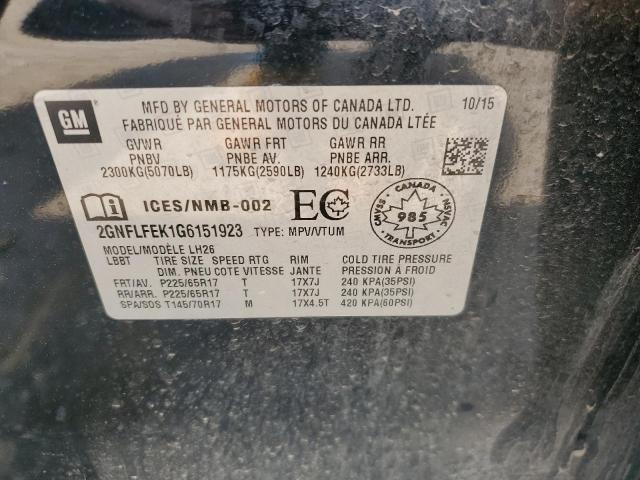 GM
MFD BY GENERAL MOTORS OF CANADA LTD. 10/15
FABRIQUÉ PAR GENERAL MOTORS DU CANADA LTÉE
GVWR GAWR FRT GAWR RR
PNBV PNBE AV. PNBE ARR.
2300KG(5070LB) 1175KG(2590LB) 1240KG(2733LB)
ICES/NMB-002 EC
CANADA
CMVSS 985 NSVAC
TRANSPORT
2GNFLFEK1G6151923 TYPE: MPV/VTUM
MODEL/MODÈLE LH26
LBBT TIRE SIZE SPEED RTG RIM COLD TIRE PRESSURE
DIM. PNEU COTE VITESSE JANTE PRESSION A FROID
FRT/AV. P225/65R17 T 17X7J 240 KPA(35PSI)
RR/ARR. P225/65R17 T 17X7J 240 KPA(35PSI)
SPA/SOS T145/70R17 M 17X4.5T 420 KPA(60PSI)